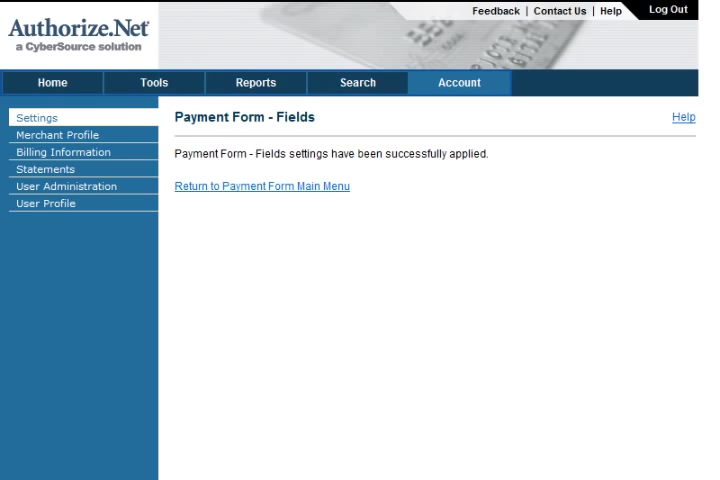 Feedback | Contact Us | Help
Log Out
Authorize.Net
a CyberSource solution
Home
Tools
Reports
Search
Account
Settings
Merchant Profile
Billing Information
Statements
User Administration
User Profile
Payment Form - Fields
Help
Payment Form - Fields settings have been successfully applied.
Return to Payment Form Main Menu